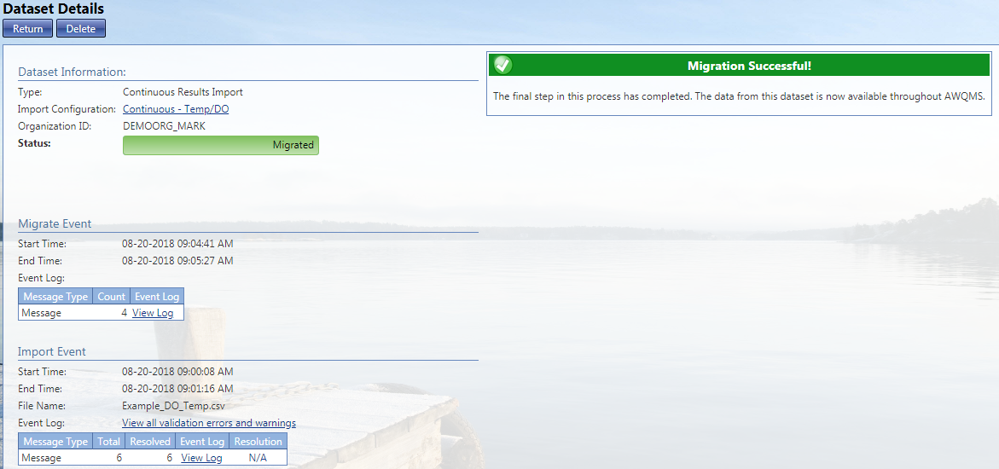 Dataset Details
Return Delete
Dataset Information:
Type: Continuous Results Import
Import Configuration: Continuous - Temp/DO
Organization ID: DEMOORG_MARK
Status: Migrated
Migration Successful!
The final step in this process has completed. The data from this dataset is now available throughout AWQMS.
Migrate Event
Start Time: 08-20-2018 09:04:41 AM
End Time: 08-20-2018 09:05:27 AM
Event Log:
Message Type Count Event Log
Message 4 View Log
Import Event
Start Time: 08-20-2018 09:00:08 AM
End Time: 08-20-2018 09:01:16 AM
File Name: Example_DO_Temp.csv
Event Log: View all validation errors and warnings
Message Type Total Resolved Event Log Resolution
Message 6 6 View Log N/A